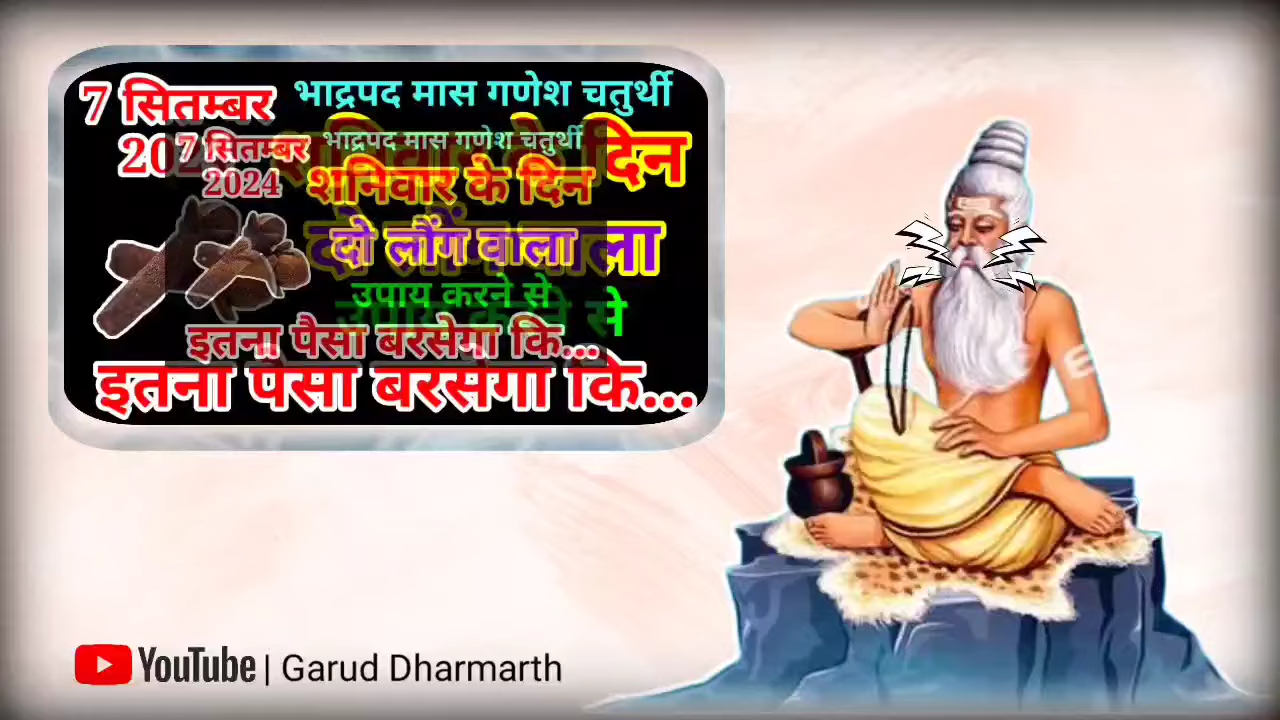 7 सितम्बर
भाद्रपद मास गणेश चतुर्थी
7 सितम्बर
2024
भाद्रपद मास गणेश चतुर्थी
दिन
शनिवार के दिन
दो लौंग वाला
उपाय करने से
इतना पैसा बरसेगा कि...
इतना पैसा बरसेगा कि...
YouTube | Garud Dharmarth